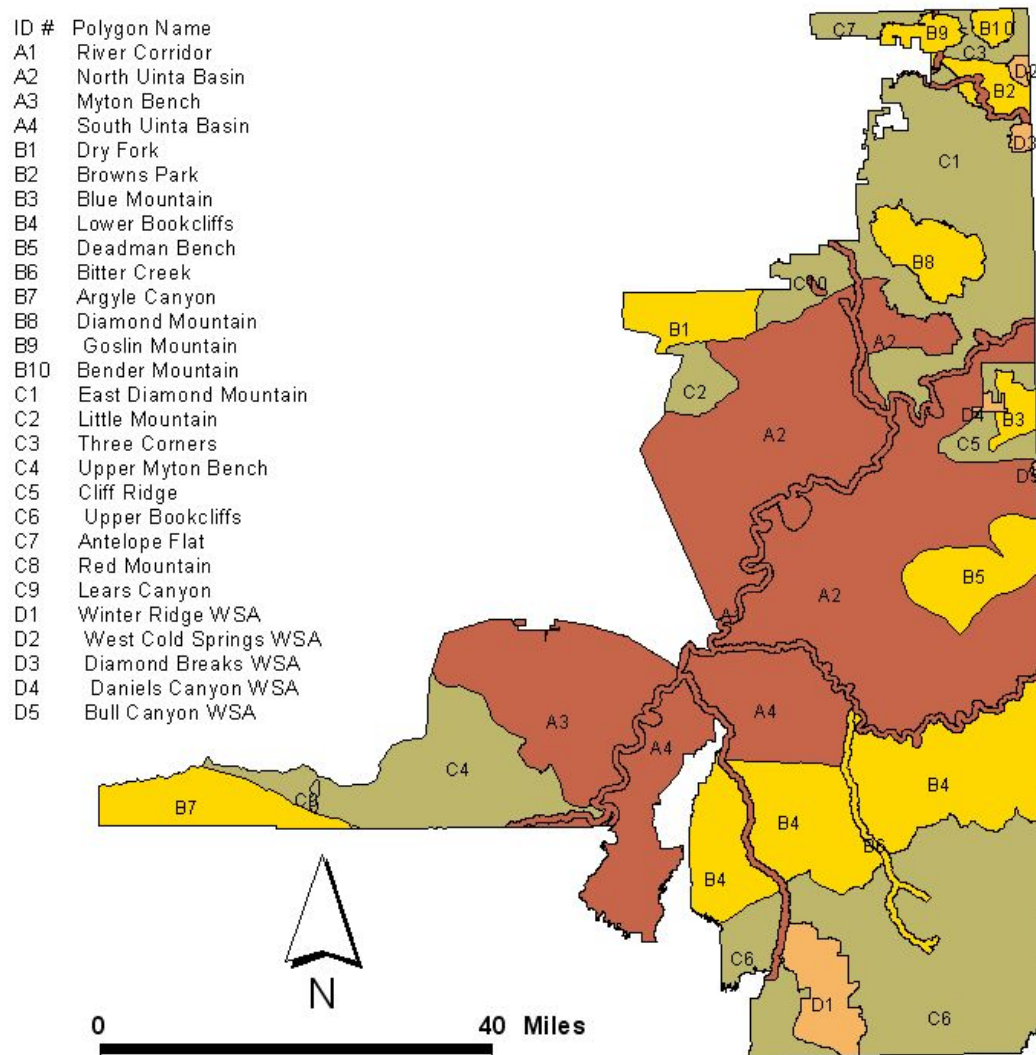 ID # Polygon Name
A1 River Corridor
A2 North Uinta Basin
A3 Myton Bench
A4 South Uinta Basin
B1 Dry Fork
B2 Browns Park
B3 Blue Mountain
B4 Lower Bookcliffs
B5 Deadman Bench
B6 Bitter Creek
B7 Argyle Canyon
B8 Diamond Mountain
B9 Goslin Mountain
B10 Bender Mountain
C1 East Diamond Mountain
C2 Little Mountain
C3 Three Corners
C4 Upper Myton Bench
C5 Cliff Ridge
C6 Upper Bookcliffs
C7 Antelope Flat
C8 Red Mountain
C9 Lears Canyon
D1 Winter Ridge WSA
D2 West Cold Springs WSA
D3 Diamond Breaks WSA
D4 Daniels Canyon WSA
D5 Bull Canyon WSA
C7
B9
B10
C3
D2
B2
D3
C1
B8
B1
A2
C2
D4
B3
A2
C5
B5
A2
A4
A3
A4
C4
B7
B4
B4
B6
B4
C6
D1
C6
N
0 40 Miles